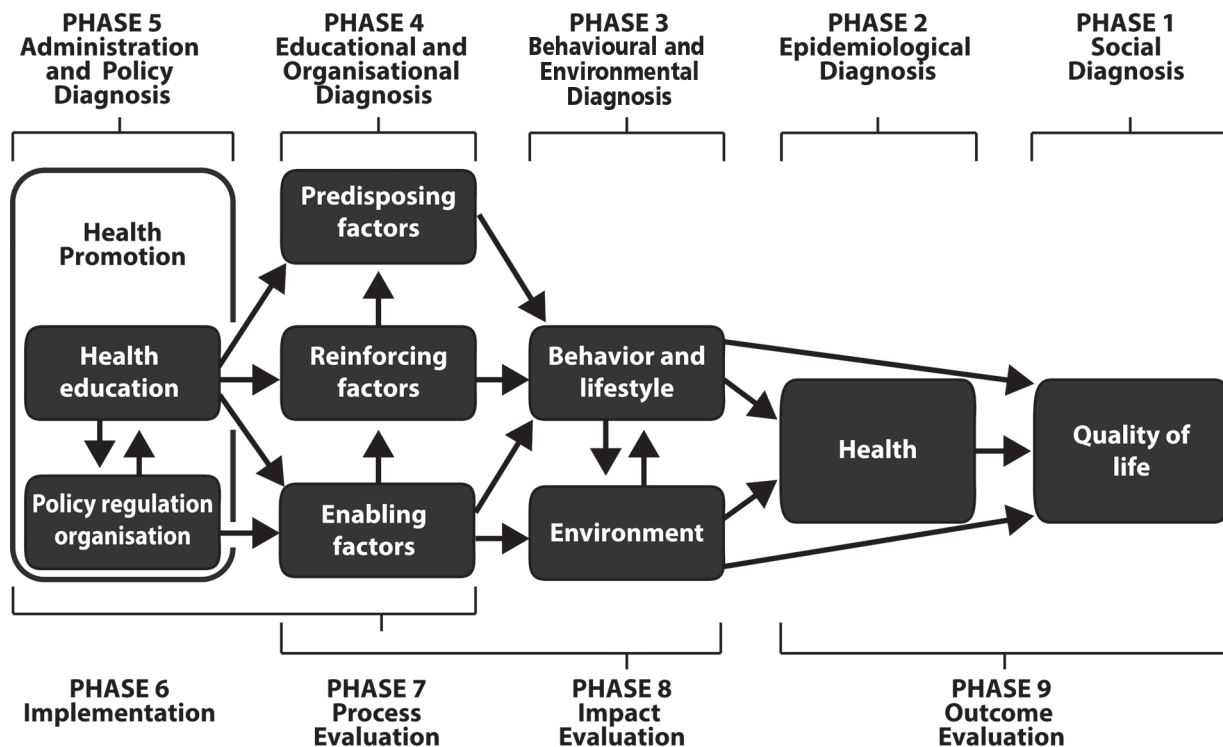 PHASE 5
Administration
and Policy
Diagnosis
PHASE 4
Educational and
Organisational
Diagnosis
PHASE 3
Behavioural and
Environmental
Diagnosis
PHASE 2
Epidemiological
Diagnosis
PHASE 1
Social
Diagnosis
Health
Promotion
Health
education
Policy regulation
organisation
Predisposing
factors
Reinforcing
factors
Enabling
factors
Behavior and
lifestyle
Environment
Health
Quality of
life
PHASE 6
Implementation
PHASE 7
Process
Evaluation
PHASE 8
Impact
Evaluation
PHASE 9
Outcome
Evaluation